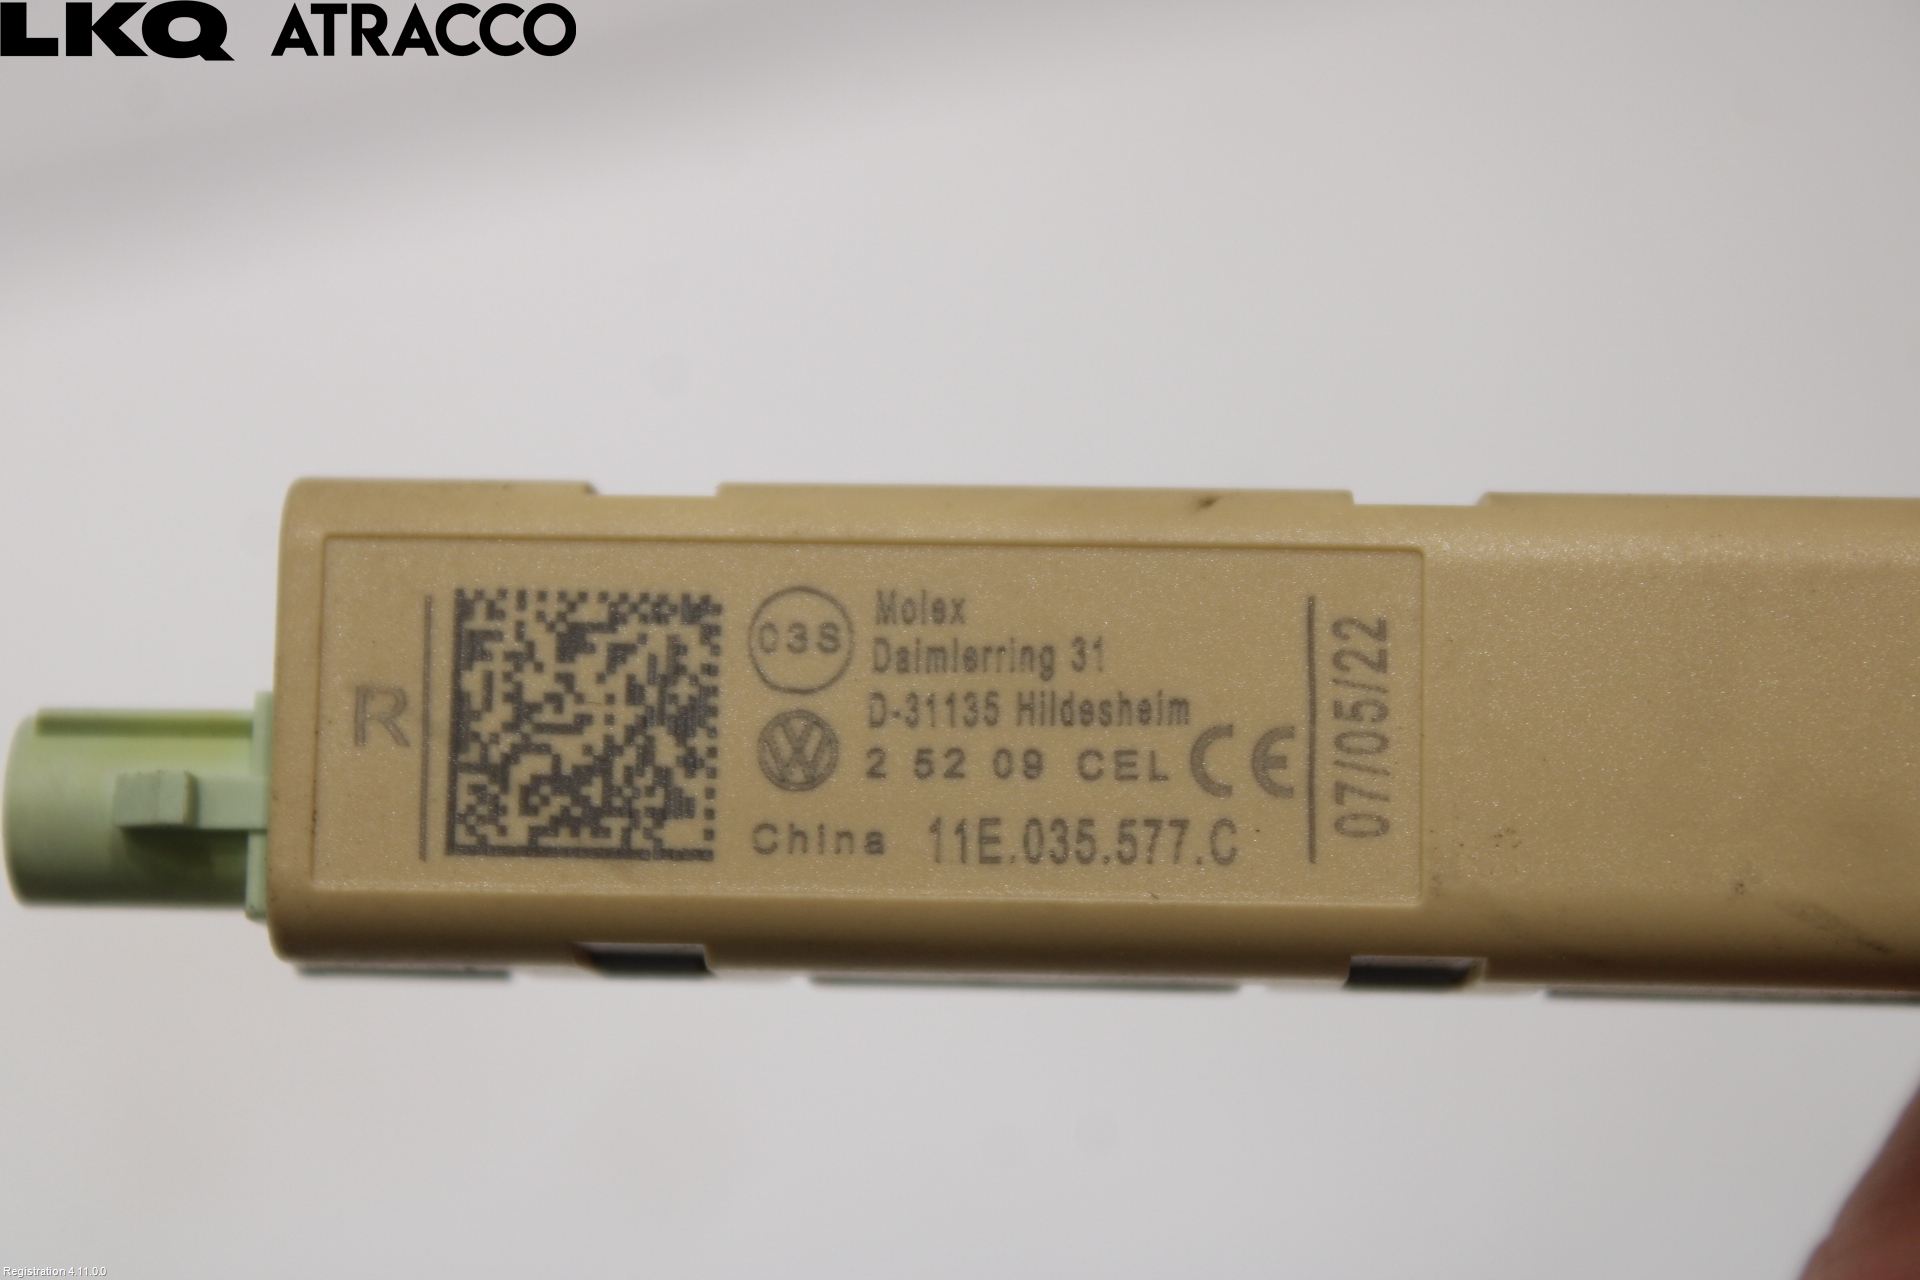 LKQ ATRACCO
R
03S
Molex
Daimlerring 31
D-31135 Hildesheim
2 52 09 CEL CE
China 11E.035.577.C
07/05/22
Registration 4.11.0.0